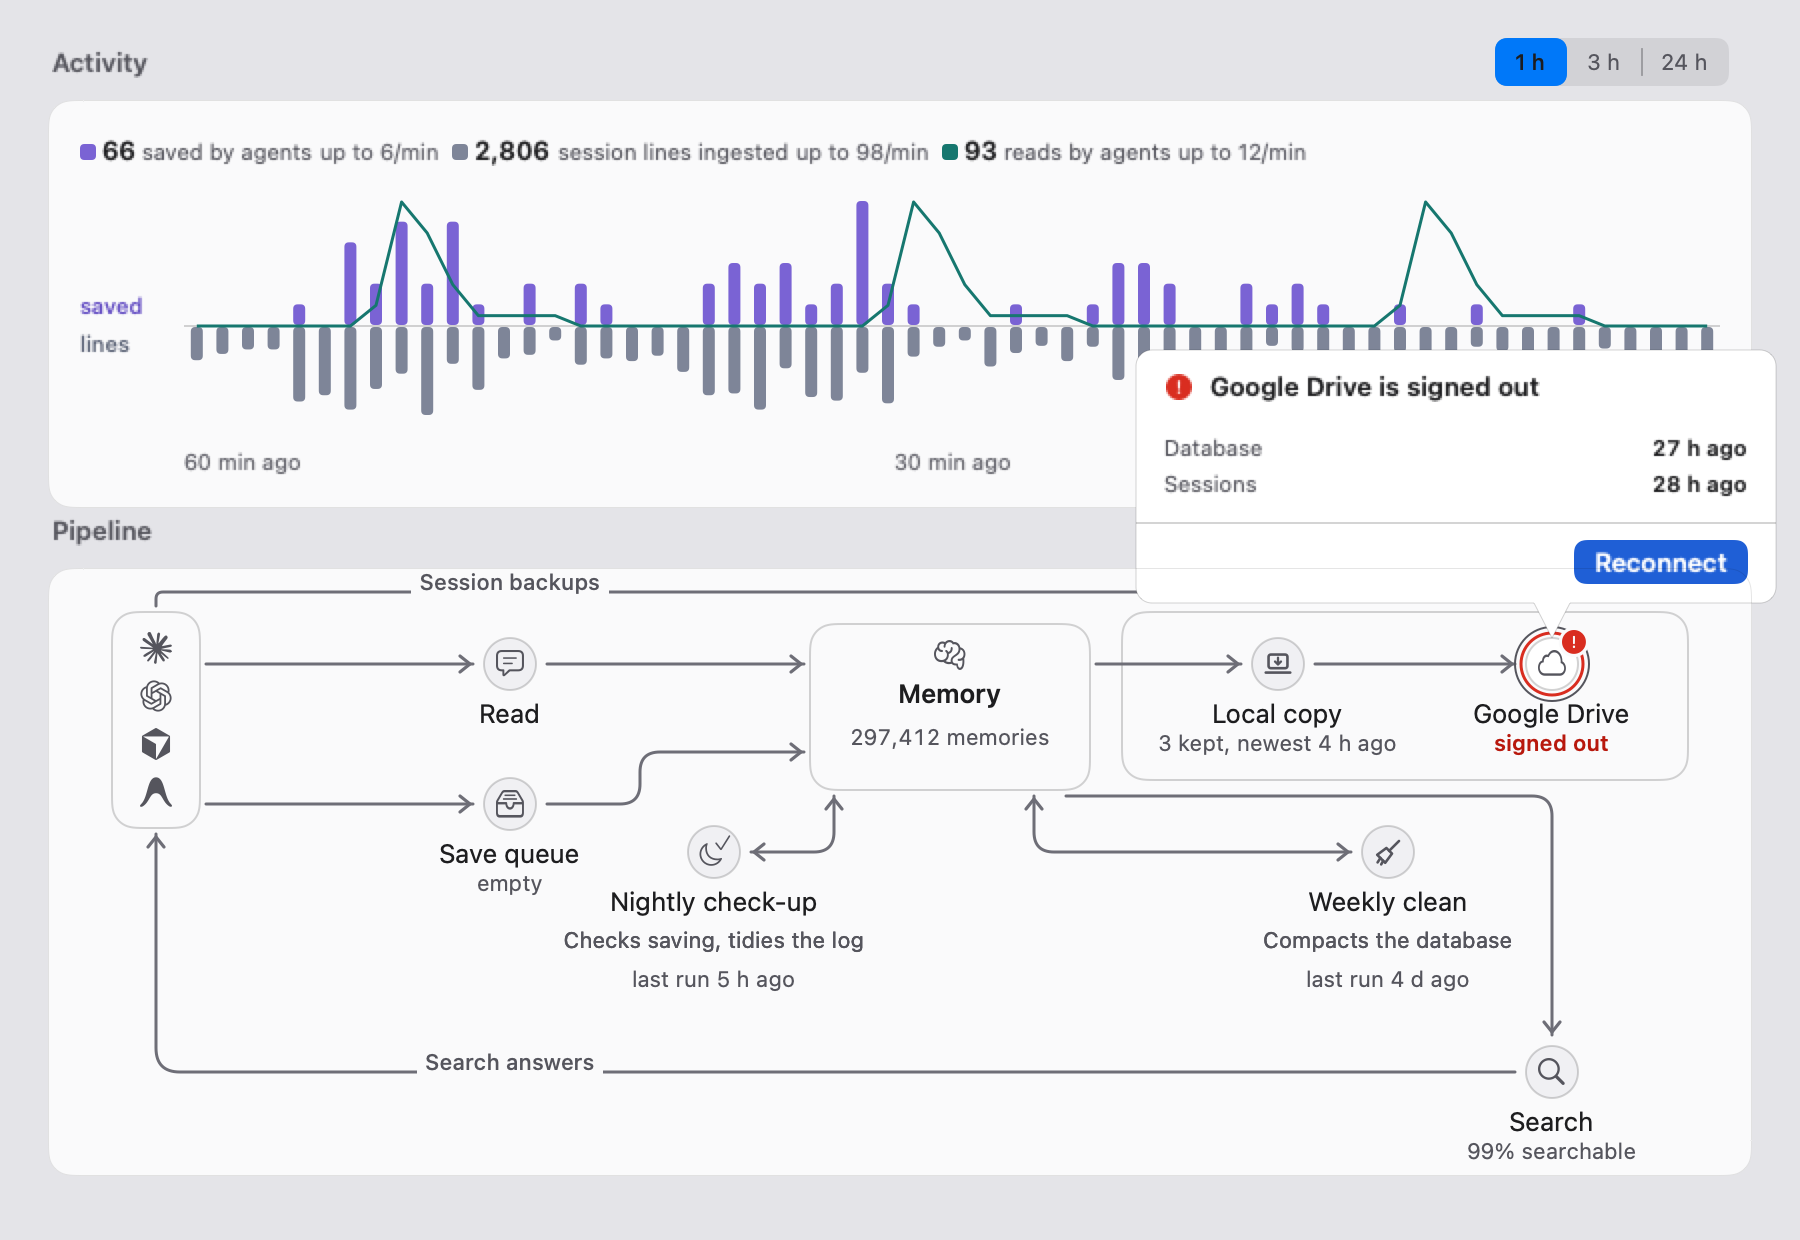 Activity
1 h
3 h
24 h
66 saved by agents up to 6/min
2,806 session lines ingested up to 98/min
93 reads by agents up to 12/min
saved
lines
60 min ago
30 min ago
! Google Drive is signed out
Database 27 h ago
Sessions 28 h ago
Reconnect
Pipeline
Session backups
Read
Memory
297,412 memories
Local copy
3 kept, newest 4 h ago
!
Google Drive
signed out
Save queue
empty
Nightly check-up
Checks saving, tidies the log
last run 5 h ago
Weekly clean
Compacts the database
last run 4 d ago
Search answers
Search
99% searchable